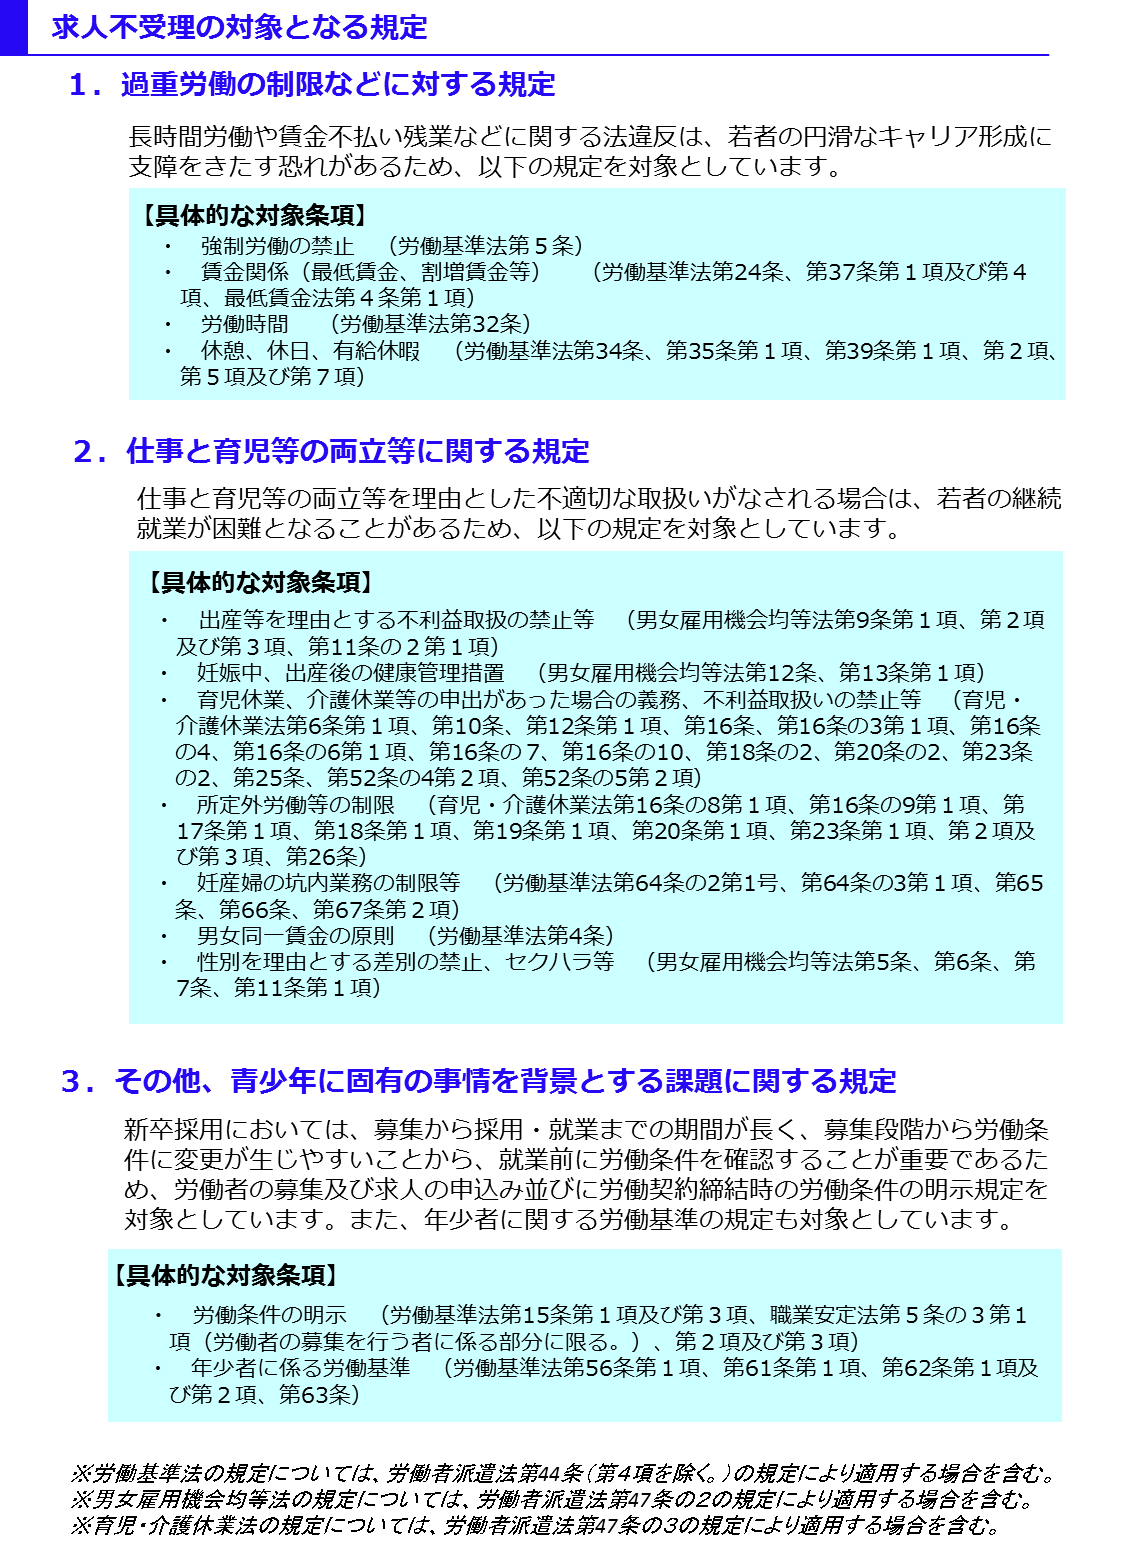 求人不受理の対象となる規定
１．過重労働の制限などに対する規定
長時間労働や賃金不払い残業などに関する法違反は、若者の円滑なキャリア形成に
支障をきたす恐れがあるため、以下の規定を対象としています。
【具体的な対象条項】
・　強制労働の禁止　（労働基準法第５条）
・　賃金関係（最低賃金、割増賃金等）　（労働基準法第24条、第37条第１項及び第４
項、最低賃金法第４条第１項）
・　労働時間　（労働基準法第32条）
・　休憩、休日、有給休暇　（労働基準法第34条、第35条第１項、第39条第１項、第２項、
第５項及び第７項）
２．仕事と育児等の両立等に関する規定
仕事と育児等の両立等を理由とした不適切な取扱いがなされる場合は、若者の継続
就業が困難となることがあるため、以下の規定を対象としています。
【具体的な対象条項】
・　出産等を理由とする不利益取扱の禁止等　（男女雇用機会均等法第9条第１項、第２項
及び第３項、第11条の２第１項）
・　妊娠中、出産後の健康管理措置　（男女雇用機会均等法第12条、第13条第１項）
・　育児休業、介護休業等の申出があった場合の義務、不利益取扱いの禁止等　（育児・
介護休業法第6条第１項、第10条、第12条第１項、第16条、第16条の3第１項、第16条
の4、第16条の6第１項、第16条の７、第16条の10、第18条の2、第20条の2、第23条
の2、第25条、第52条の4第２項、第52条の5第２項）
・　所定外労働等の制限　（育児・介護休業法第16条の8第１項、第16条の9第１項、第
17条第１項、第18条第１項、第19条第１項、第20条第１項、第23条第１項、第２項及
び第３項、第26条）
・　妊産婦の坑内業務の制限等　（労働基準法第64条の2第1号、第64条の3第１項、第65
条、第66条、第67条第２項）
・　男女同一賃金の原則　（労働基準法第4条）
・　性別を理由とする差別の禁止、セクハラ等　（男女雇用機会均等法第5条、第6条、第
7条、第11条第１項）
３．その他、青少年に固有の事情を背景とする課題に関する規定
新卒採用においては、募集から採用・就業までの期間が長く、募集段階から労働条
件に変更が生じやすいことから、就業前に労働条件を確認することが重要であるた
め、労働者の募集及び求人の申込み並びに労働契約締結時の労働条件の明示規定を
対象としています。また、年少者に関する労働基準の規定も対象としています。
【具体的な対象条項】
・　労働条件の明示　（労働基準法第15条第１項及び第３項、職業安定法第５条の３第１
項（労働者の募集を行う者に係る部分に限る。）、第２項及び第３項）
・　年少者に係る労働基準　（労働基準法第56条第１項、第61条第１項、第62条第１項及
び第２項、第63条）
※労働基準法の規定については、労働者派遣法第44条（第４項を除く。）の規定により適用する場合を含む。
※男女雇用機会均等法の規定については、労働者派遣法第47条の２の規定により適用する場合を含む。
※育児・介護休業法の規定については、労働者派遣法第47条の３の規定により適用する場合を含む。